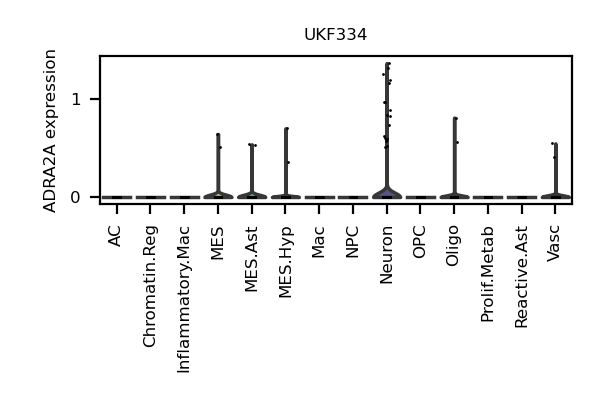 UKF334
ADRA2A expression
1
0
AC
Chromatin.Reg
Inflammatory.Mac
MES
MES.Ast
MES.Hyp
Mac
NPC
Neuron
OPC
Oligo
Prolif.Metab
Reactive.Ast
Vasc